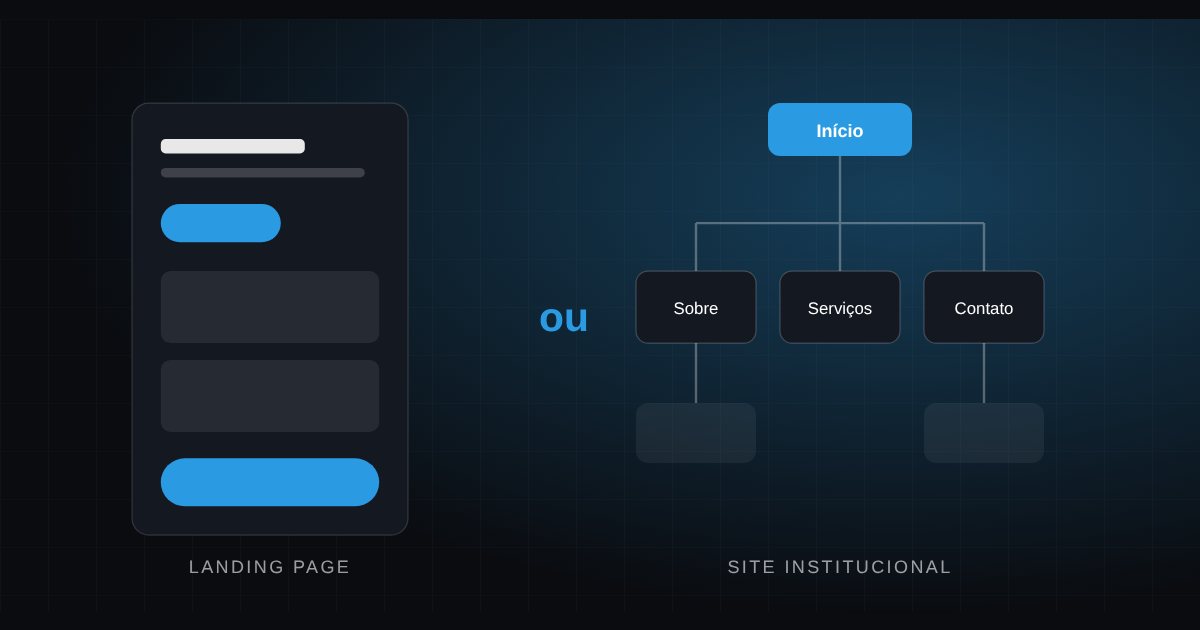 Início
ou
Sobre
Serviços
Contato
LANDING PAGE
SITE INSTITUCIONAL